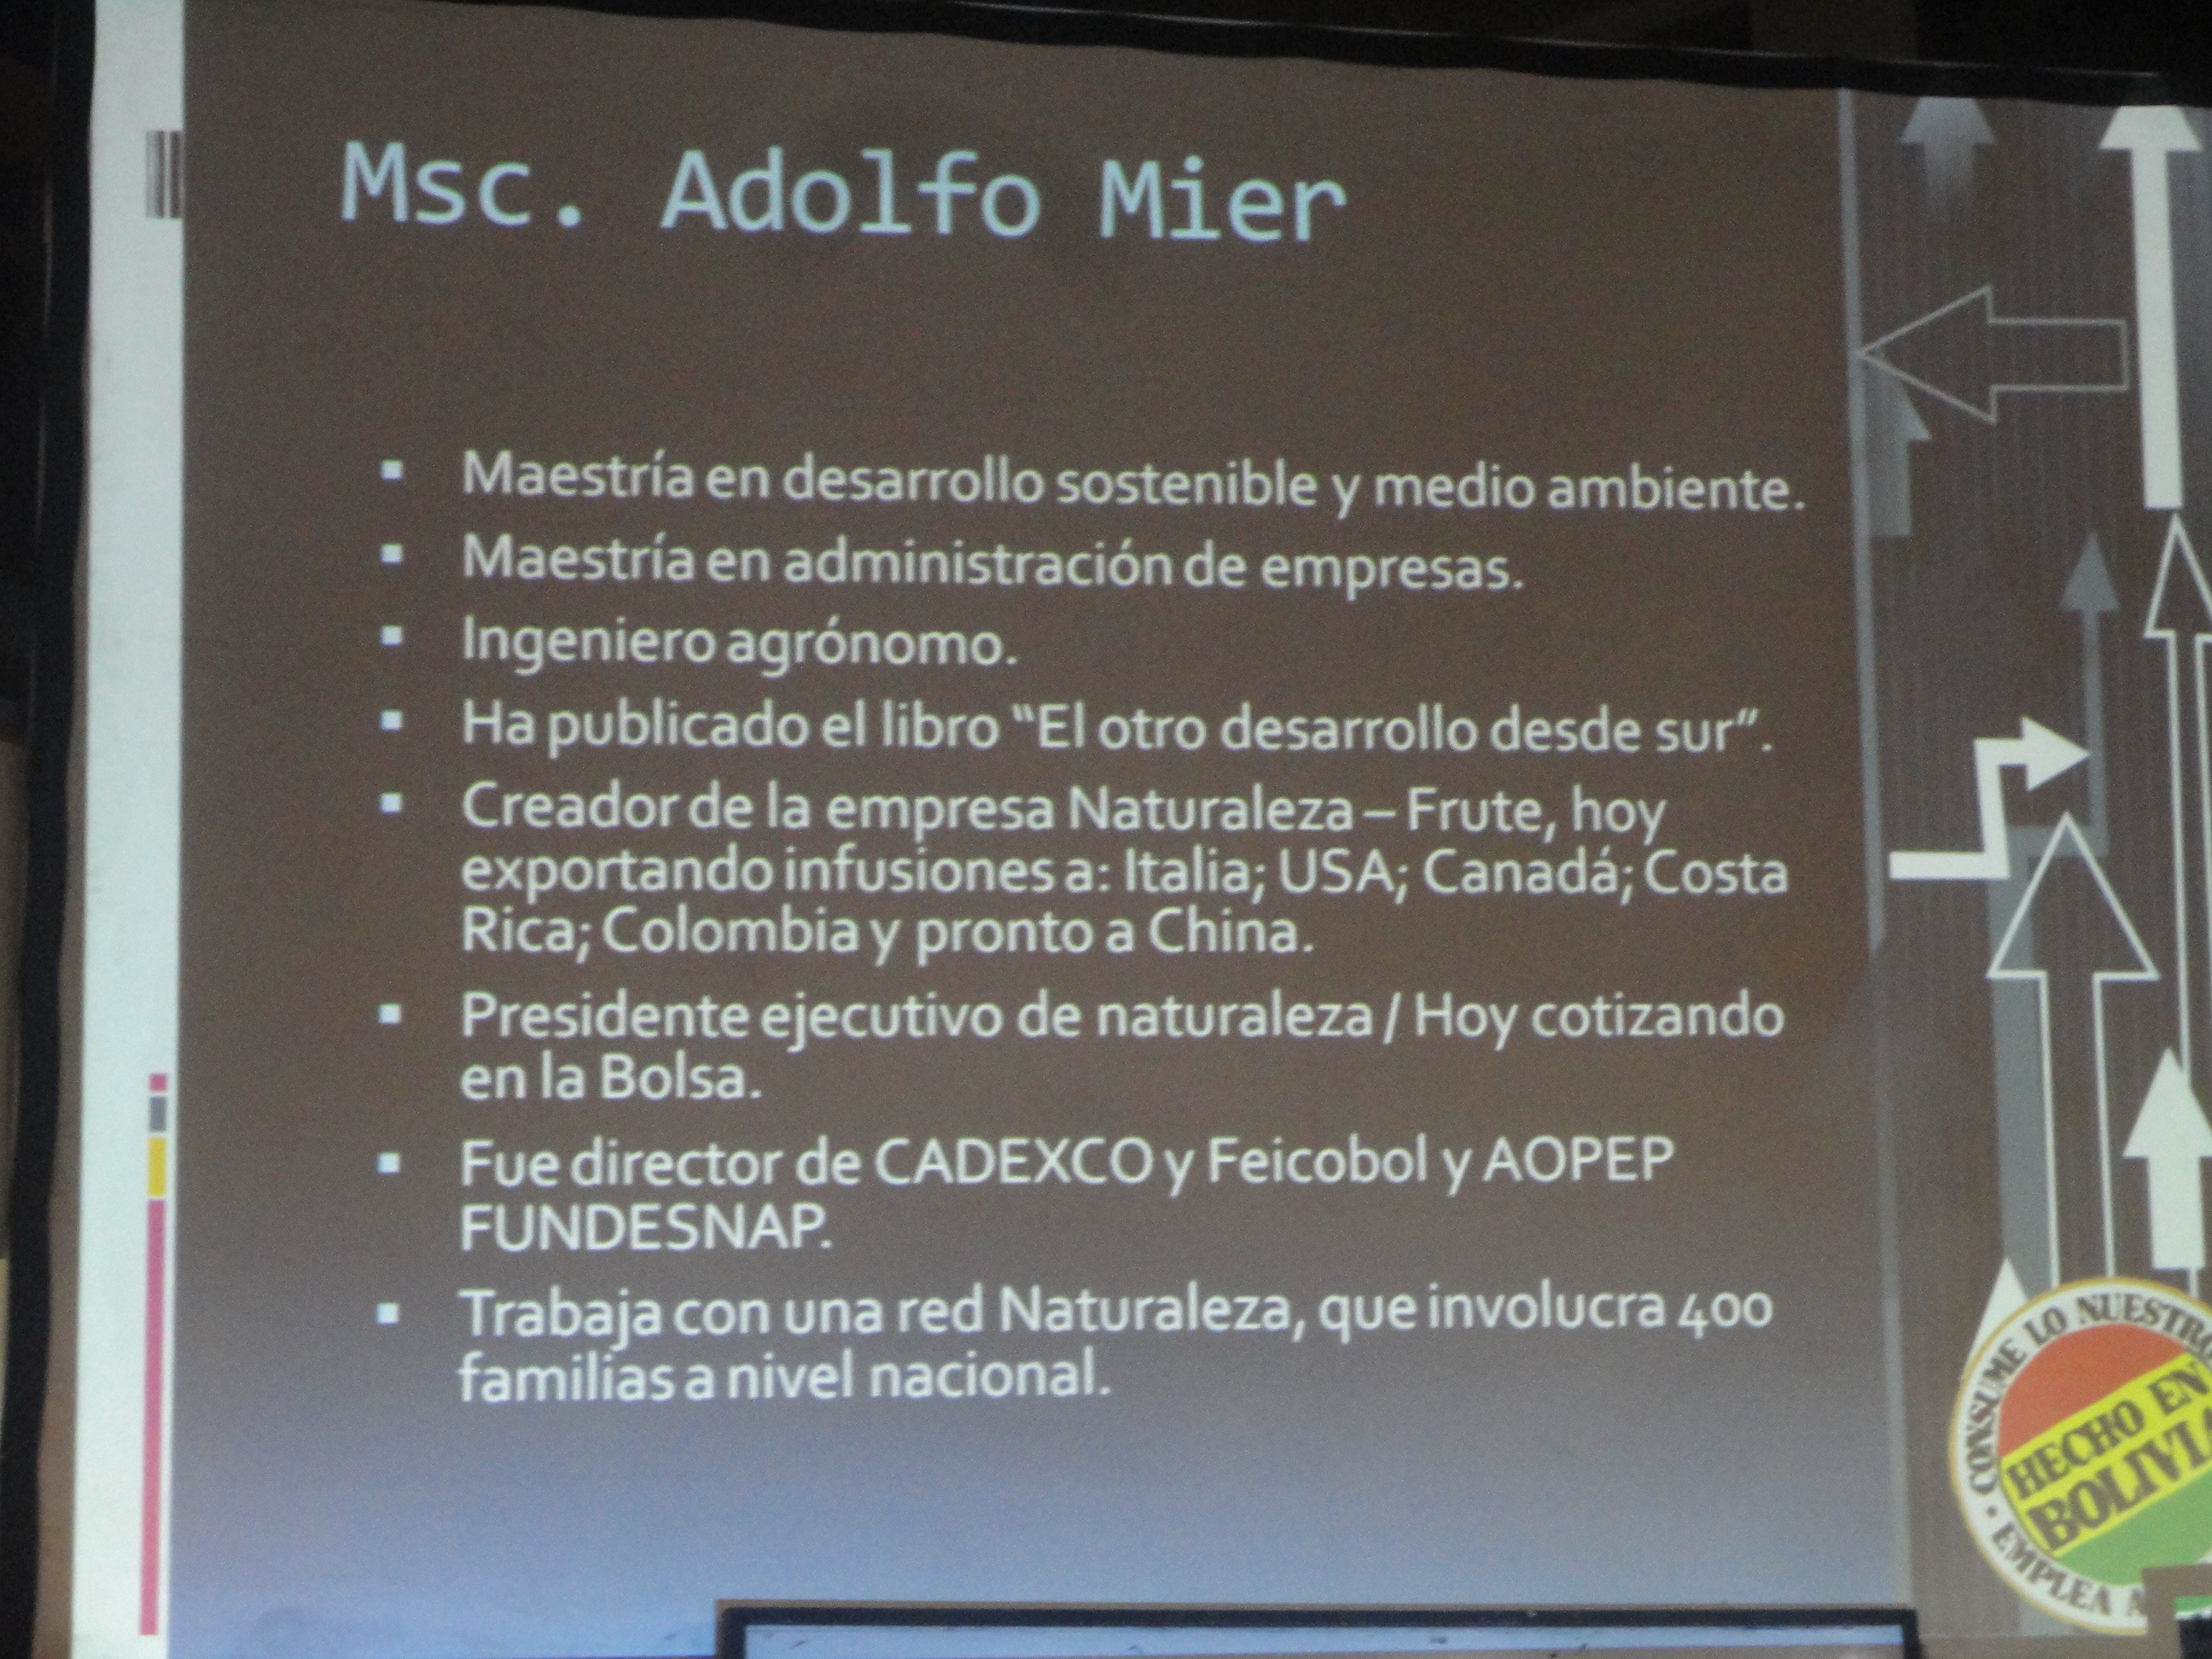 Msc. Adolfo Mier
▪ Maestría en desarrollo sostenible y medio ambiente.
▪ Maestría en administración de empresas.
▪ Ingeniero agrónomo.
▪ Ha publicado el libro “El otro desarrollo desde sur”.
▪ Creador de la empresa Naturaleza – Frute, hoy
exportando infusiones a: Italia; USA; Canadá; Costa
Rica; Colombia y pronto a China.
▪ Presidente ejecutivo de naturaleza / Hoy cotizando
en la Bolsa.
▪ Fue director de CADEXCO y Feicobol y AOPEP
FUNDESNAP.
▪ Trabaja con una red Naturaleza, que involucra 400
familias a nivel nacional.
CONSUME LO NUESTRO
HECHO EN
BOLIVIA
• EMPLEA A